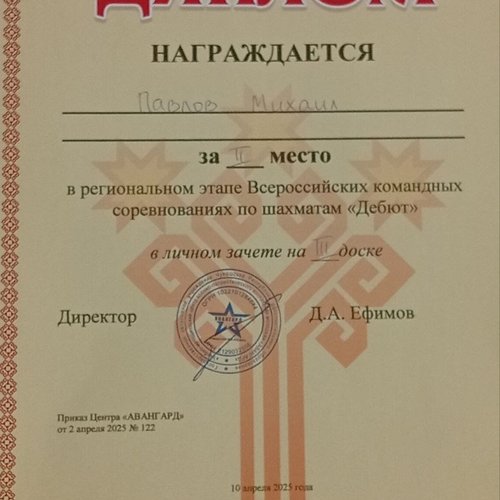 ДИПЛОМ
НАГРАЖДАЕТСЯ
Павлов Михаил
за II место
в региональном этапе Всероссийских командных
соревнованиях по шахматам «Дебют»
в личном зачете на III доске
Директор
Д.А. Ефимов
АВАНГАРД
Приказ Центра «АВАНГАРД»
от 2 апреля 2025 № 122
10 апреля 2025 года